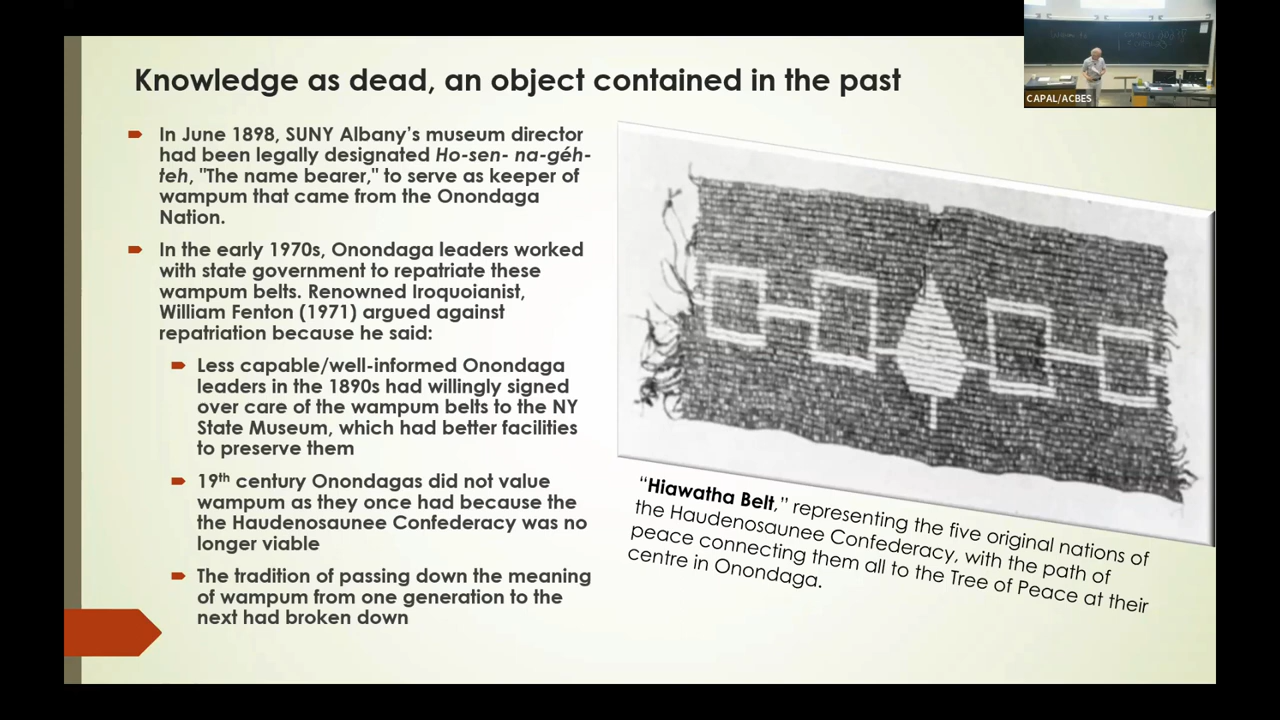 Knowledge as dead, an object contained in the past
In June 1898, SUNY Albany's museum director
had been legally designated Ho-sen- na-géh-
teh, "The name bearer," to serve as keeper of
wampum that came from the Onondaga
Nation.
In the early 1970s, Onondaga leaders worked
with state government to repatriate these
wampum belts. Renowned Iroquoianist,
William Fenton (1971) argued against
repatriation because he said:
Less capable/well-informed Onondaga
leaders in the 1890s had willingly signed
over care of the wampum belts to the NY
State Museum, which had better facilities
to preserve them
19th century Onondagas did not value
wampum as they once had because the
the Haudenosaunee Confederacy was no
longer viable
The tradition of passing down the meaning
of wampum from one generation to the
next had broken down
"Hiawatha Belt," representing the five original nations of
the Haudenosaunee Confederacy, with the path of
peace connecting them all to the Tree of Peace at their
centre in Onondaga.
CAPAL/ACBES